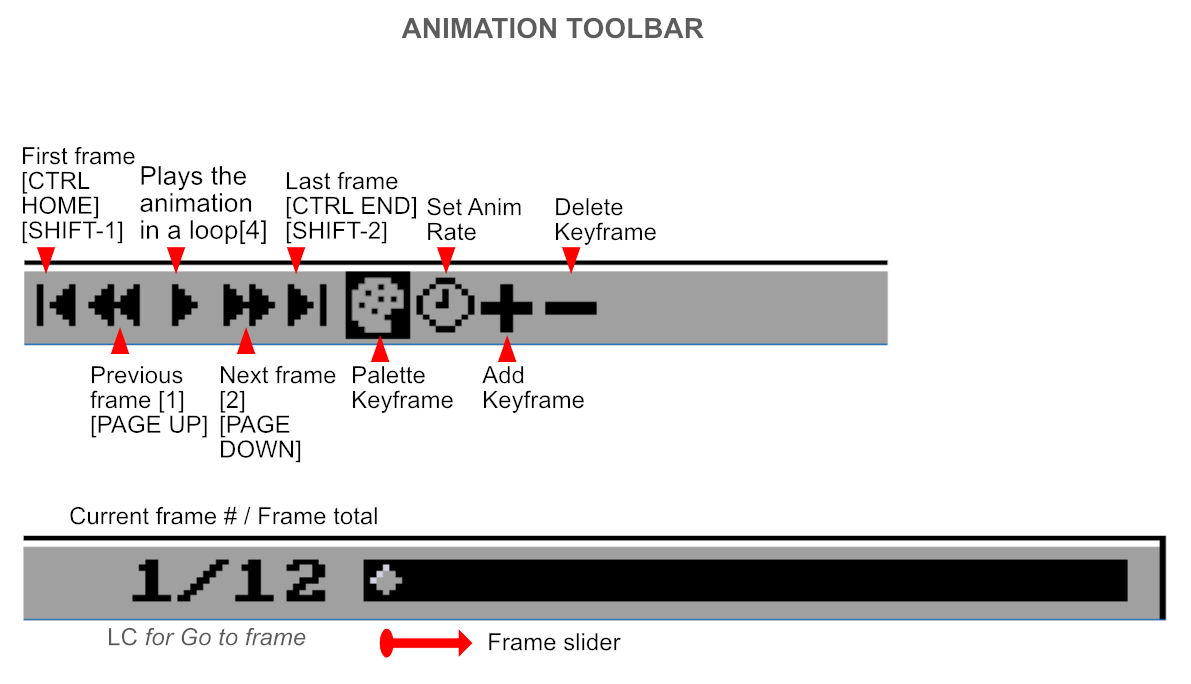 ANIMATION TOOLBAR
First frame
[CTRL
HOME]
[SHIFT-1]
Plays the
animation
in a loop[4]
Last frame
[CTRL END]
[SHIFT-2]
Set Anim
Rate
Delete
Keyframe
Previous
frame [1]
[PAGE UP]
Next frame
[2]
[PAGE
DOWN]
Palette
Keyframe
Add
Keyframe
Current frame # / Frame total
1/12
LC for Go to frame
Frame slider